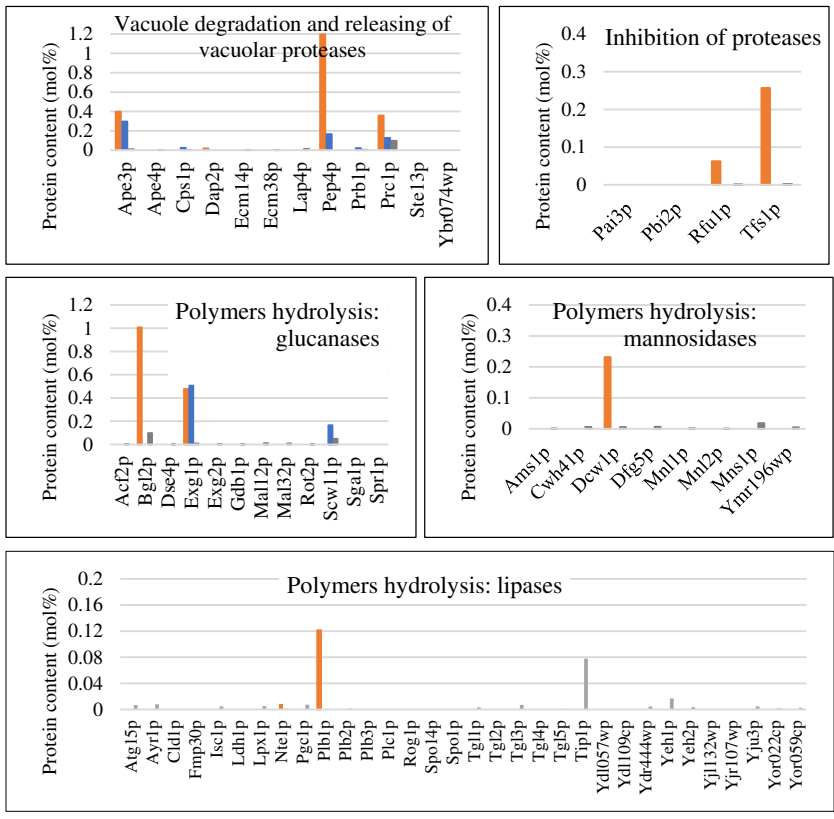 Vacuole degradation and releasing of
vacuolar proteases
Protein content (mol%)
1.2
1
0.8
0.6
0.4
0.2
0
Ape3p
Ape4p
Cps1p
Dap2p
Ecm14p
Ecm38p
Lap4p
Pep4p
Prb1p
Prc1p
Ste13p
Ybr074wp
Inhibition of proteases
Protein content (mol%)
0.4
0.3
0.2
0.1
0
Pai3p
Pbi2p
Rfu1p
Tfs1p
Polymers hydrolysis:
glucanases
Protein content (mol%)
1.2
1
0.8
0.6
0.4
0.2
0
Acf2p
Bgl2p
Dse4p
Exg1p
Exg2p
Gdb1p
Mal12p
Mal32p
Rot2p
Scw11p
Sga1p
Spr1p
Polymers hydrolysis:
mannosidases
Protein content (mol%)
0.4
0.3
0.2
0.1
0
Ams1p
Cwh41p
Dcw1p
Dfg5p
Mnl1p
Mnl2p
Mns1p
Ymr196wp
Polymers hydrolysis: lipases
Protein content (mol%)
0.2
0.16
0.12
0.08
0.04
0
Atg15p
Ayr1p
Cld1p
Fmp30p
Isc1p
Ldh1p
Lpx1p
Nte1p
Pgc1p
Plb1p
Plb2p
Plb3p
Plc1p
Rog1p
Spo14p
Spo1p
Tgl1p
Tgl2p
Tgl3p
Tgl4p
Tgl5p
Tip1p
Ydl057wp
Ydl109cp
Ydr444wp
Yeh1p
Yeh2p
Yjl132wp
Yjr107wp
Yju3p
Yor022cp
Yor059cp